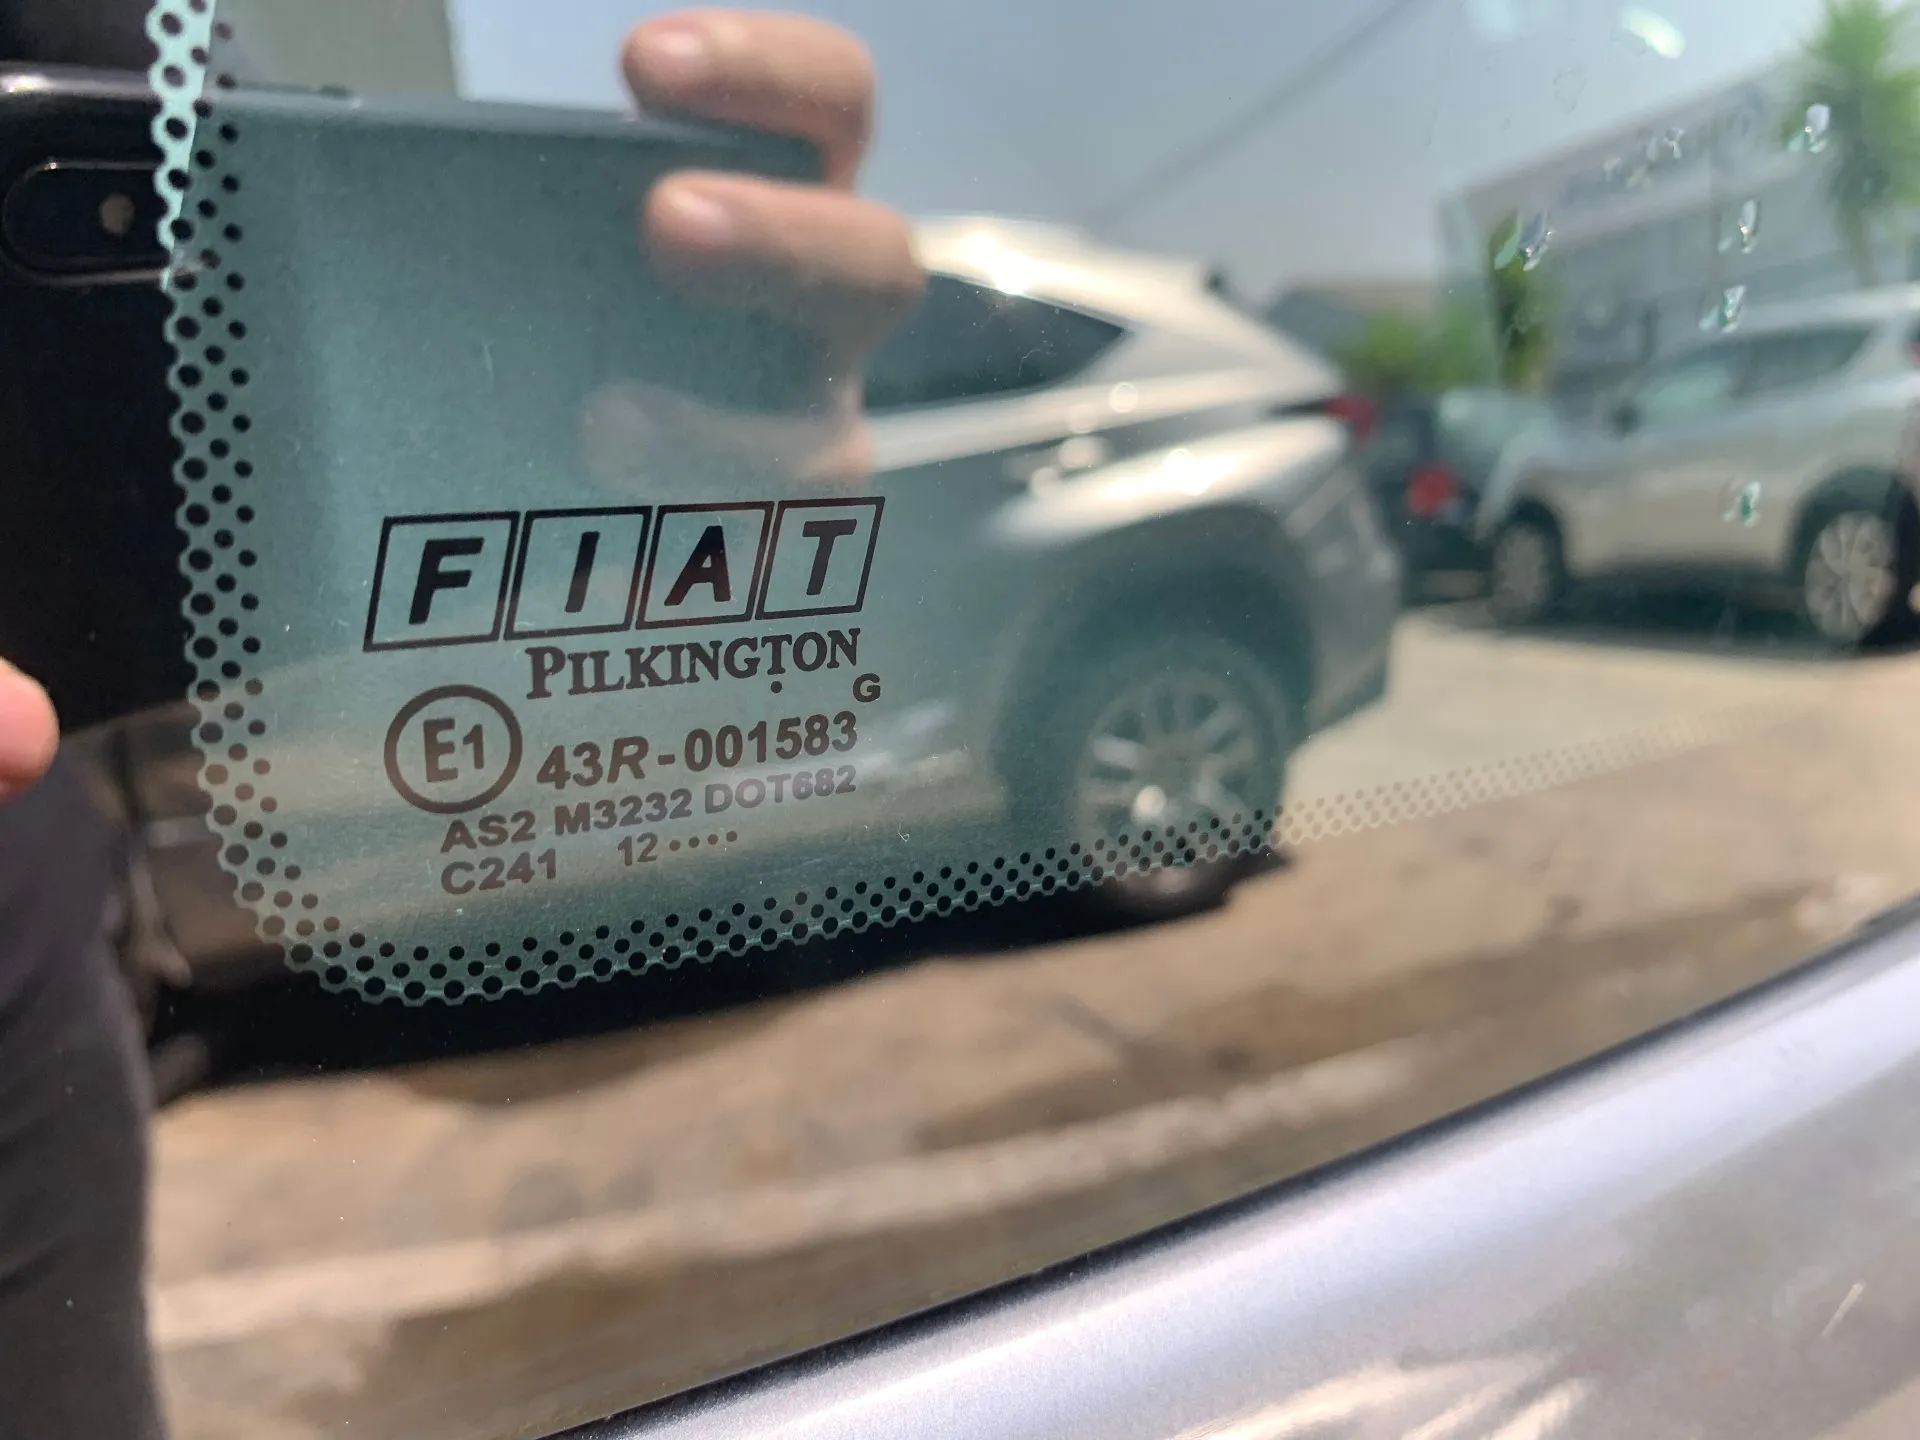 FIAT
PILKINGTON
G
E1 43R-001583
AS2 M3232 DOT682
C241 12····